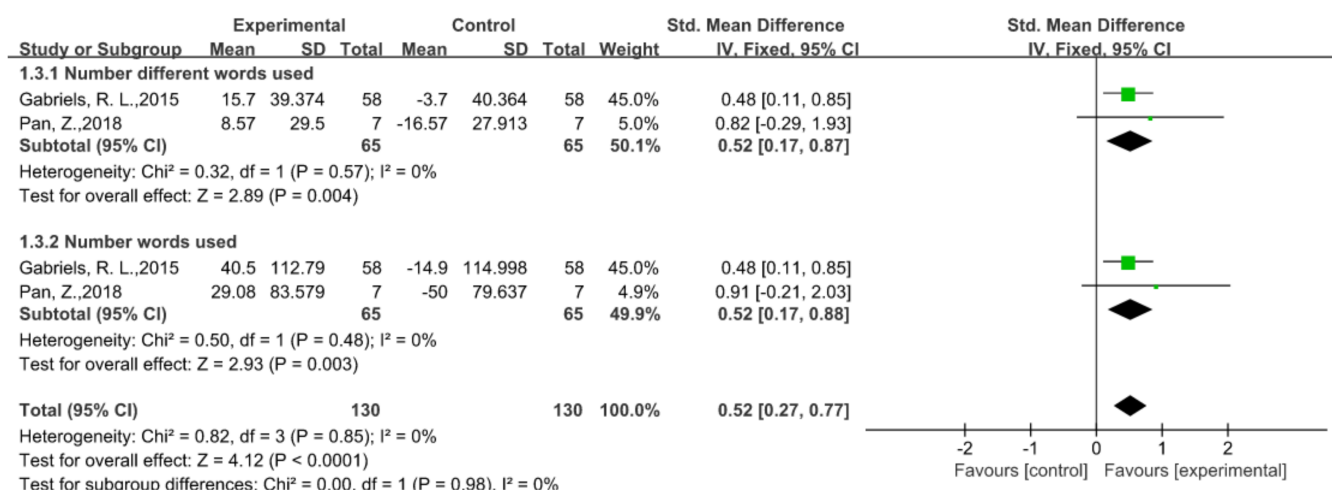 Experimental Control Std. Mean Difference Std. Mean Difference
Study or Subgroup Mean SD Total Mean SD Total Weight IV, Fixed, 95% CI IV, Fixed, 95% CI
1.3.1 Number different words used
Gabriels, R. L.,2015 15.7 39.374 58 -3.7 40.364 58 45.0% 0.48 [0.11, 0.85]
Pan, Z.,2018 8.57 29.5 7 -16.57 27.913 7 5.0% 0.82 [-0.29, 1.93]
Subtotal (95% CI) 65 65 50.1% 0.52 [0.17, 0.87]
Heterogeneity: Chi² = 0.32, df = 1 (P = 0.57); I² = 0%
Test for overall effect: Z = 2.89 (P = 0.004)
1.3.2 Number words used
Gabriels, R. L.,2015 40.5 112.79 58 -14.9 114.998 58 45.0% 0.48 [0.11, 0.85]
Pan, Z.,2018 29.08 83.579 7 -50 79.637 7 4.9% 0.91 [-0.21, 2.03]
Subtotal (95% CI) 65 65 49.9% 0.52 [0.17, 0.88]
Heterogeneity: Chi² = 0.50, df = 1 (P = 0.48); I² = 0%
Test for overall effect: Z = 2.93 (P = 0.003)
Total (95% CI) 130 130 100.0% 0.52 [0.27, 0.77]
Heterogeneity: Chi² = 0.82, df = 3 (P = 0.85); I² = 0%
Test for overall effect: Z = 4.12 (P < 0.0001)
Test for subgroup differences: Chi² = 0.00, df = 1 (P = 0.98), I² = 0%
-2 -1 0 1 2
Favours [control] Favours [experimental]